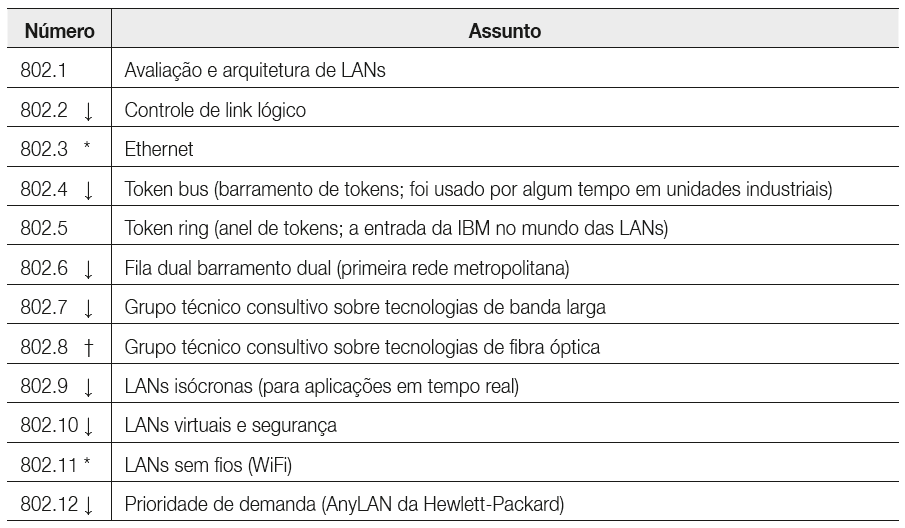 Número Assunto
802.1 Avaliação e arquitetura de LANs
802.2 ↓ Controle de link lógico
802.3 * Ethernet
802.4 ↓ Token bus (barramento de tokens; foi usado por algum tempo em unidades industriais)
802.5 Token ring (anel de tokens; a entrada da IBM no mundo das LANs)
802.6 ↓ Fila dual barramento dual (primeira rede metropolitana)
802.7 ↓ Grupo técnico consultivo sobre tecnologias de banda larga
802.8 † Grupo técnico consultivo sobre tecnologias de fibra óptica
802.9 ↓ LANs isócronas (para aplicações em tempo real)
802.10 ↓ LANs virtuais e segurança
802.11 * LANs sem fios (WiFi)
802.12 ↓ Prioridade de demanda (AnyLAN da Hewlett-Packard)